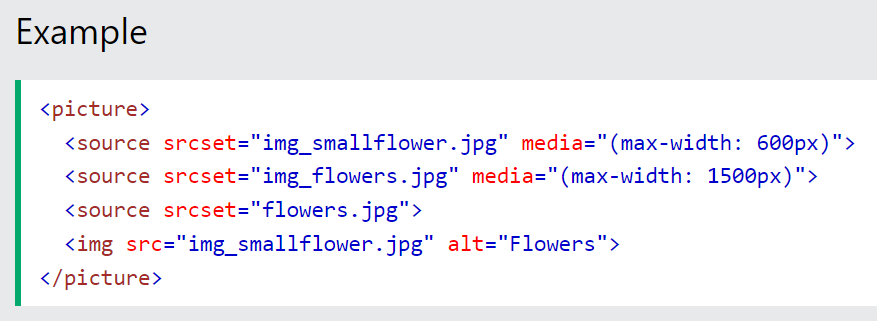 Example
<picture>
  <source srcset="img_smallflower.jpg" media="(max-width: 600px)">
  <source srcset="img_flowers.jpg" media="(max-width: 1500px)">
  <source srcset="flowers.jpg">
  <img src="img_smallflower.jpg" alt="Flowers">
</picture>